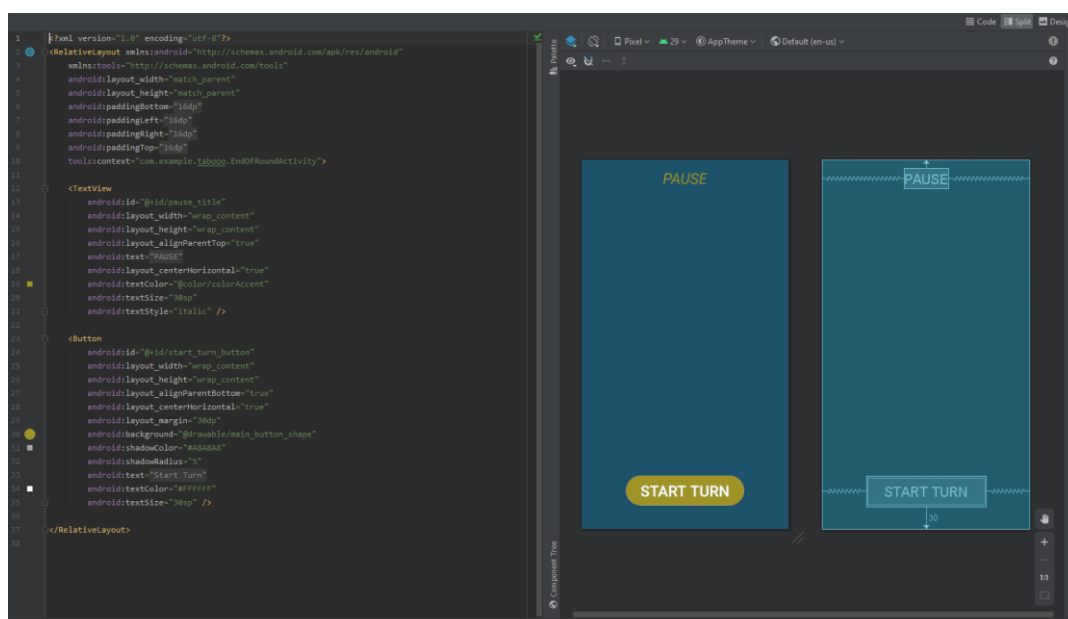 Code Split Desig
Palette
Pixel 29 AppTheme Default (en-us)
1 <?xml version="1.0" encoding="utf-8"?>
2 <RelativeLayout xmlns:android="http://schemas.android.com/apk/res/android"
3 xmlns:tools="http://schemas.android.com/tools"
4 android:layout_width="match_parent"
5 android:layout_height="match_parent"
6 android:paddingBottom="16dp"
7 android:paddingLeft="16dp"
8 android:paddingRight="16dp"
9 android:paddingTop="16dp"
10 tools:context="com.example.tabooo.EndOfRoundActivity">
11
12 <TextView
13 android:id="@+id/pause_title"
14 android:layout_width="wrap_content"
15 android:layout_height="wrap_content"
16 android:layout_alignParentTop="true"
17 android:text="PAUSE"
18 android:layout_centerHorizontal="true"
19 android:textColor="@color/colorAccent"
20 android:textSize="30sp"
21 android:textStyle="italic" />
22
23 <Button
24 android:id="@+id/start_turn_button"
25 android:layout_width="wrap_content"
26 android:layout_height="wrap_content"
27 android:layout_alignParentBottom="true"
28 android:layout_centerHorizontal="true"
29 android:layout_margin="30dp"
30 android:background="@drawable/main_button_shape"
31 android:shadowColor="#A8A8A8"
32 android:shadowRadius="5"
33 android:text="Start Turn"
34 android:textColor="#FFFFFF"
35 android:textSize="30sp" />
36
37 </RelativeLayout>
38
PAUSE
PAUSE
START TURN
START TURN
30
Component Tree
1:1